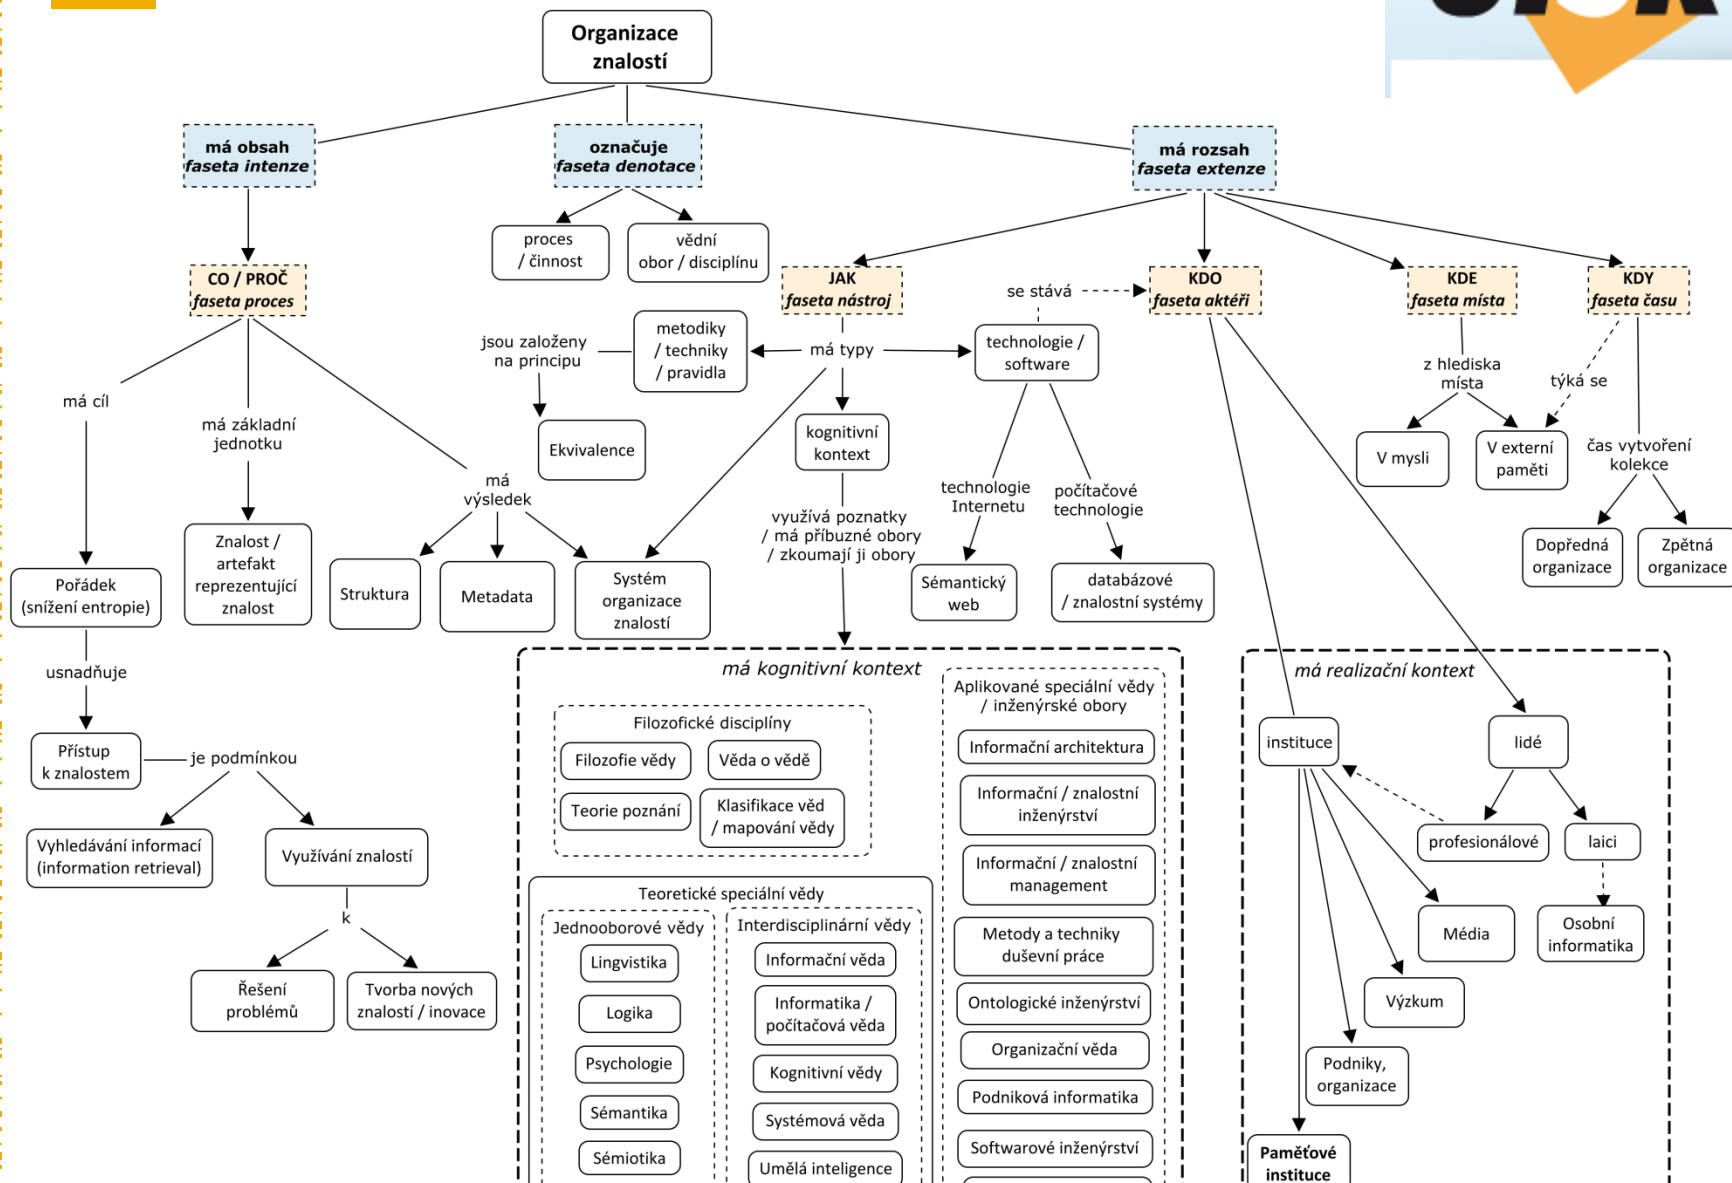 Organizace
znalostí
má obsah
faseta intenze
označuje
faseta denotace
má rozsah
faseta extenze
proces
/ činnost
vědní
obor / disciplínu
CO / PROČ
faseta proces
JAK
faseta nástroj
KDO
faseta aktéři
KDE
faseta místa
KDY
faseta času
se stává
jsou založeny
na principu
metodiky
/ techniky
/ pravidla
má typy
technologie /
software
z hlediska
místa
týká se
má cíl
má základní
jednotku
Ekvivalence
kognitivní
kontext
V mysli
V externí
paměti
čas vytvoření
kolekce
má
výsledek
technologie
Internetu
počítačové
technologie
využívá poznatky
/ má příbuzné obory
/ zkoumají ji obory
Znalost /
artefakt
reprezentující
znalost
Dopředná
organizace
Zpětná
organizace
Pořádek
(snížení entropie)
Struktura
Metadata
Systém
organizace
znalostí
Sémantický
web
databázové
/ znalostní systémy
usnadňuje
má kognitivní kontext
má realizační kontext
Aplikované speciální vědy
/ inženýrské obory
Filozofické disciplíny
Přístup
k znalostem
je podmínkou
Filozofie vědy
Věda o vědě
Informační architektura
instituce
lidé
Teorie poznání
Klasifikace věd
/ mapování vědy
Informační / znalostní
inženýrství
Vyhledávání informací
(information retrieval)
Využívání znalostí
profesionálové
laici
Informační / znalostní
management
Teoretické speciální vědy
k
Jednooborové vědy
Interdisciplinární vědy
Metody a techniky
duševní práce
Média
Osobní
informatika
Lingvistika
Informační věda
Řešení
problémů
Tvorba nových
znalostí / inovace
Logika
Informatika /
počítačová věda
Ontologické inženýrství
Výzkum
Psychologie
Kognitivní vědy
Organizační věda
Podniky,
organizace
Sémantika
Systémová věda
Podniková informatika
Sémiotika
Umělá inteligence
Softwarové inženýrství
Paměťové
instituce